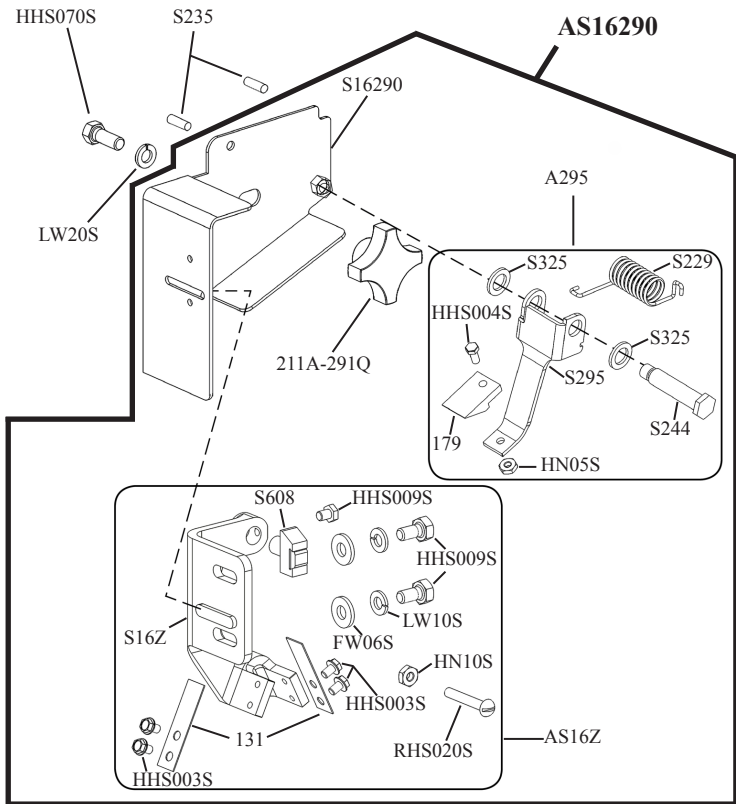 HHS070S
S235
AS16290
S16290
LW20S
A295
S325
S229
HHS004S
S325
211A-291Q
S295
S244
179
HN05S
S608
HHS009S
HHS009S
LW10S
S16Z
FW06S
HN10S
HHS003S
131
RHS020S
AS16Z
HHS003S